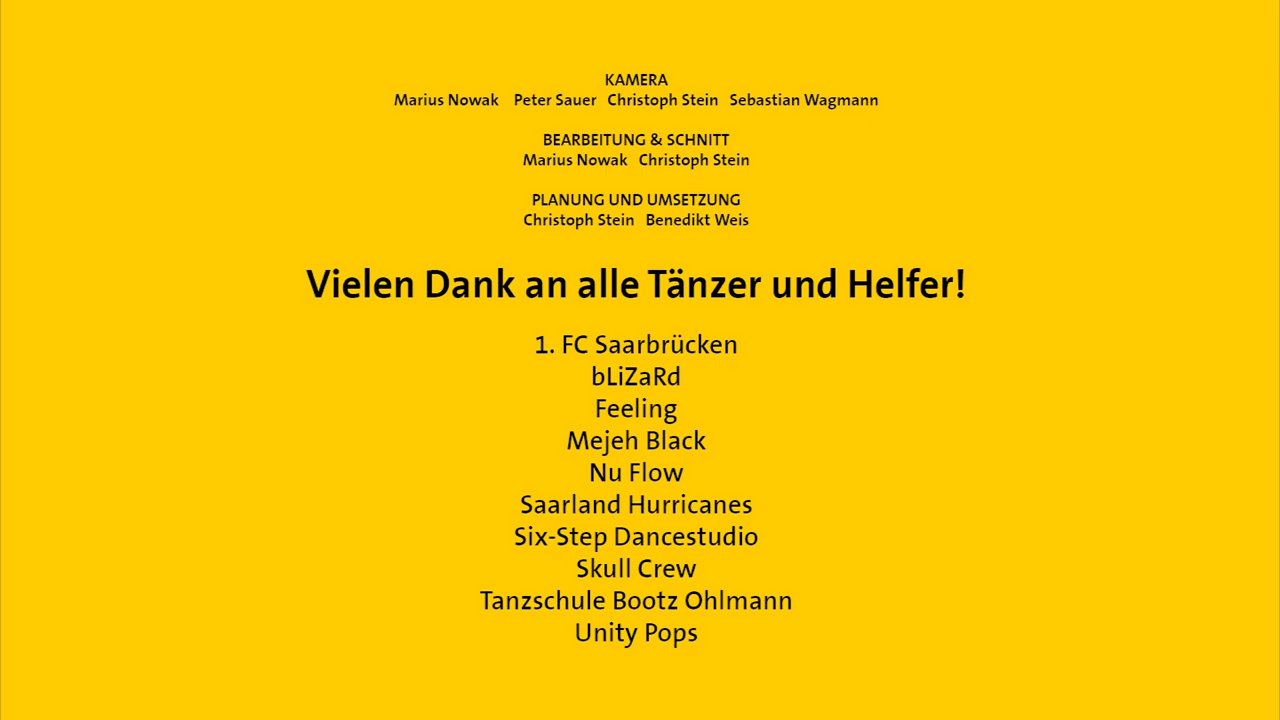 KAMERA
Marius Nowak Peter Sauer Christoph Stein Sebastian Wagmann
BEARBEITUNG & SCHNITT
Marius Nowak Christoph Stein
PLANUNG UND UMSETZUNG
Christoph Stein Benedikt Weis
Vielen Dank an alle Tänzer und Helfer!
1. FC Saarbrücken
bLiZaRd
Feeling
Mejeh Black
Nu Flow
Saarland Hurricanes
Six-Step Dancestudio
Skull Crew
Tanzschule Bootz Ohlmann
Unity Pops